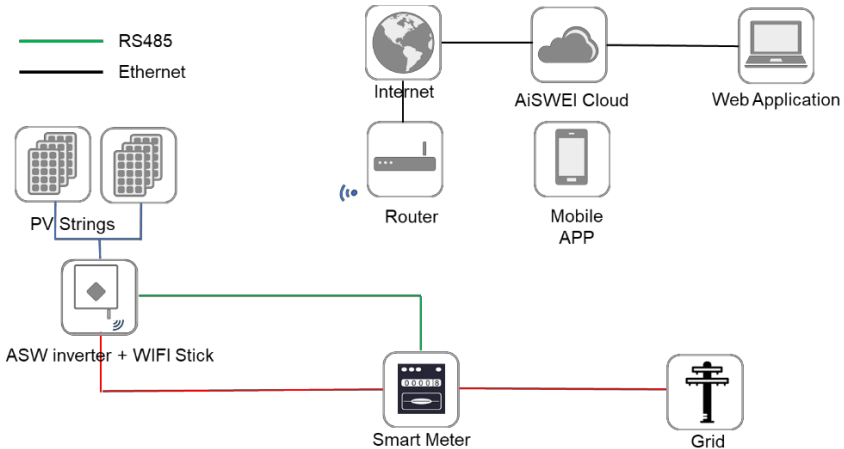 RS485
Ethernet
Internet
AiSWEI Cloud
Web Application
PV Strings
Router
Mobile
APP
ASW inverter + WIFI Stick
00008
Smart Meter
Grid